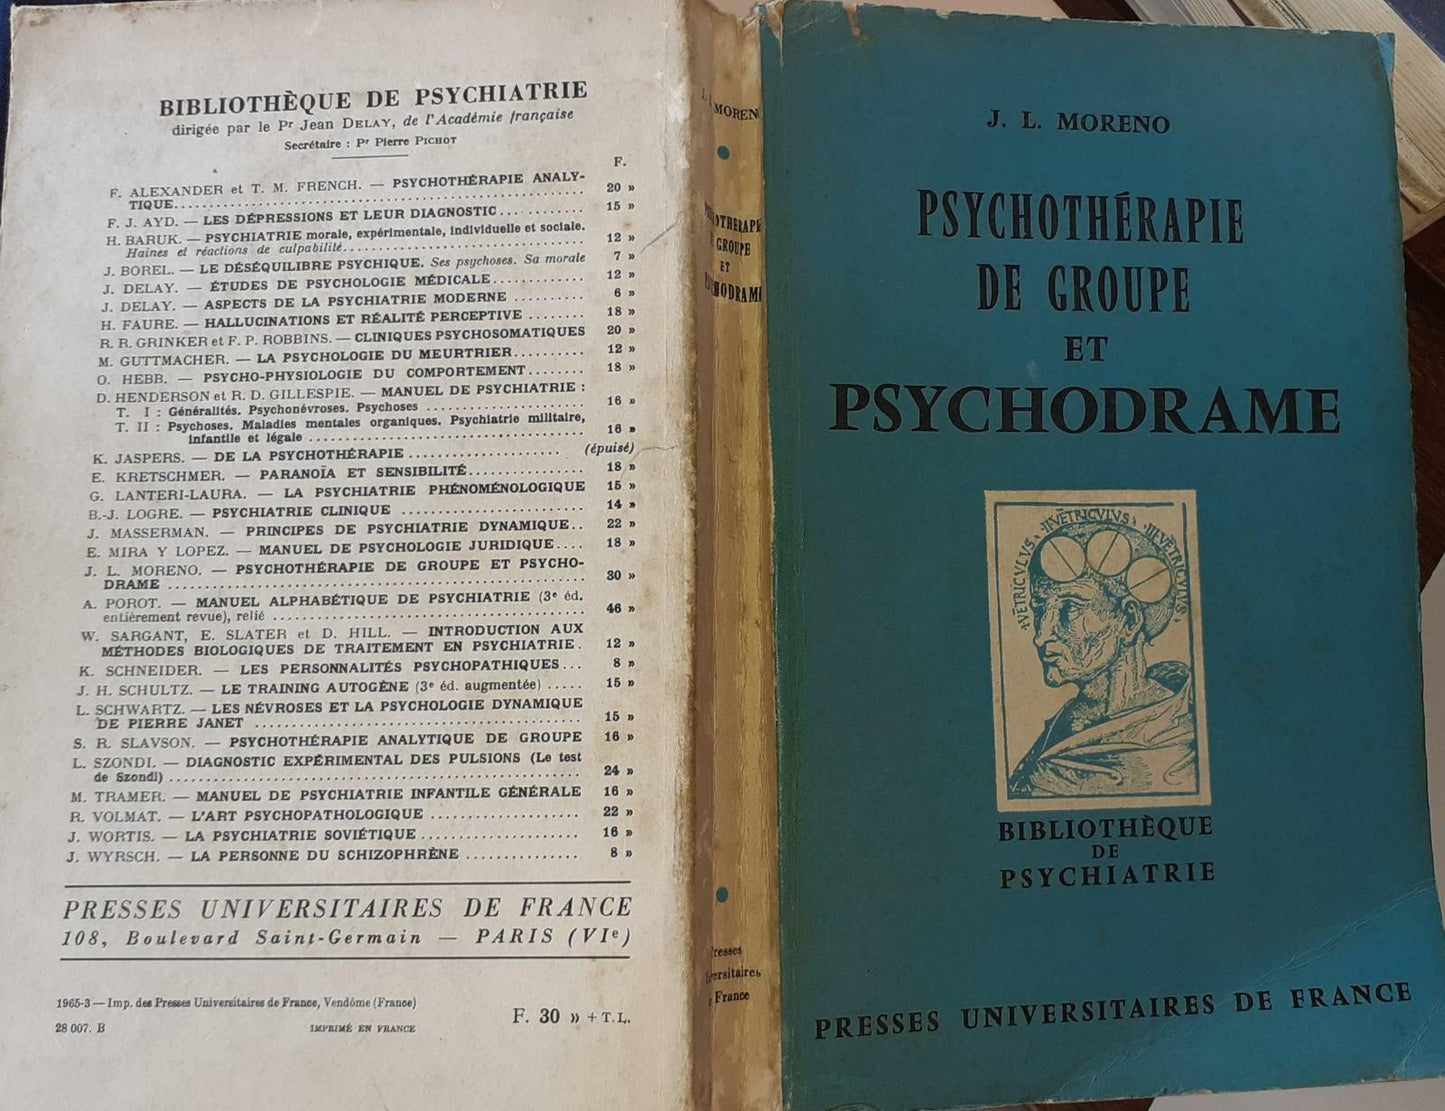 BIBLIOTHÈQUE DE PSYCHIATRIE
dirigée par le Pr Jean DELAY, de l'Académie française
Secrétaire : Pr Pierre PICHOT
F.
F. ALEXANDER et T. M. FRENCH. — PSYCHOTHÉRAPIE ANALY-
TIQUE 20 »
F. J. AYD. — LES DÉPRESSIONS ET LEUR DIAGNOSTIC 15 »
H. BARUK. — PSYCHIATRIE morale, expérimentale, individuelle et sociale.
Haines et réactions de culpabilité 12 »
J. BOREL. — LE DÉSÉQUILIBRE PSYCHIQUE. Ses psychoses. Sa morale 7 »
J. DELAY. — ÉTUDES DE PSYCHOLOGIE MÉDICALE 12 »
J. DELAY. — ASPECTS DE LA PSYCHIATRIE MODERNE 6 »
H. FAURE. — HALLUCINATIONS ET RÉALITÉ PERCEPTIVE 18 »
R. R. GRINKER et F. P. ROBBINS. — CLINIQUES PSYCHOSOMATIQUES 20 »
M. GUTTMACHER. — LA PSYCHOLOGIE DU MEURTRIER 12 »
O. HEBB. — PSYCHO-PHYSIOLOGIE DU COMPORTEMENT 18 »
D. HENDERSON et R. D. GILLESPIE. — MANUEL DE PSYCHIATRIE :
T. I : Généralités. Psychonévroses. Psychoses 16 »
T. II : Psychoses. Maladies mentales organiques. Psychiatrie militaire,
infantile et légale 16 »
K. JASPERS. — DE LA PSYCHOTHÉRAPIE (épuisé)
E. KRETSCHMER. — PARANOÏA ET SENSIBILITÉ 18 »
G. LANTERI-LAURA. — LA PSYCHIATRIE PHÉNOMÉNOLOGIQUE 15 »
B.-J. LOGRE. — PSYCHIATRIE CLINIQUE 14 »
J. MASSERMAN. — PRINCIPES DE PSYCHIATRIE DYNAMIQUE 22 »
E. MIRA Y LOPEZ. — MANUEL DE PSYCHOLOGIE JURIDIQUE 18 »
J. L. MORENO. — PSYCHOTHÉRAPIE DE GROUPE ET PSYCHO-
DRAME 30 »
A. POROT. — MANUEL ALPHABÉTIQUE DE PSYCHIATRIE (3e éd.
entièrement revue), relié 46 »
W. SARGANT, E. SLATER et D. HILL. — INTRODUCTION AUX
MÉTHODES BIOLOGIQUES DE TRAITEMENT EN PSYCHIATRIE. 12 »
K. SCHNEIDER. — LES PERSONNALITÉS PSYCHOPATHIQUES 8 »
J. H. SCHULTZ. — LE TRAINING AUTOGÈNE (3e éd. augmentée) 15 »
L. SCHWARTZ. — LES NÉVROSES ET LA PSYCHOLOGIE DYNAMIQUE
DE PIERRE JANET 15 »
S. R. SLAVSON. — PSYCHOTHÉRAPIE ANALYTIQUE DE GROUPE 16 »
L. SZONDI. — DIAGNOSTIC EXPÉRIMENTAL DES PULSIONS (Le test
de Szondi) 24 »
M. TRAMER. — MANUEL DE PSYCHIATRIE INFANTILE GÉNÉRALE 16 »
R. VOLMAT. — L'ART PSYCHOPATHOLOGIQUE 22 »
J. WORTIS. — LA PSYCHIATRIE SOVIÉTIQUE 16 »
J. WYRSCH. — LA PERSONNE DU SCHIZOPHRÈNE 8 »
PRESSES UNIVERSITAIRES DE FRANCE
108, Boulevard Saint-Germain — PARIS (VIe)
1965-3 — Imp. des Presses Universitaires de France, Vendôme (France)
28 007. B IMPRIMÉ EN FRANCE F. 30 » + T.L.
MORENO
GROUPE
ET
Presses
France
J. L. MORENO
PSYCHOTHÉRAPIE
DE GROUPE
ET
PSYCHODRAME
IVETRICVLVS · IIVETRICVLVS · IIIVETRICVLVS
BIBLIOTHÈQUE
DE
PSYCHIATRIE
PRESSES UNIVERSITAIRES DE FRANCE